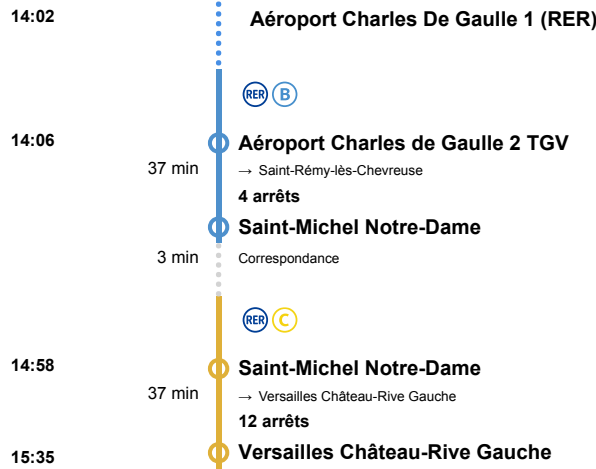 14:02 Aéroport Charles De Gaulle 1 (RER)
RER B
14:06 Aéroport Charles de Gaulle 2 TGV
37 min → Saint-Rémy-lès-Chevreuse
4 arrêts
Saint-Michel Notre-Dame
3 min Correspondance
RER C
14:58 Saint-Michel Notre-Dame
37 min → Versailles Château-Rive Gauche
12 arrêts
15:35 Versailles Château-Rive Gauche